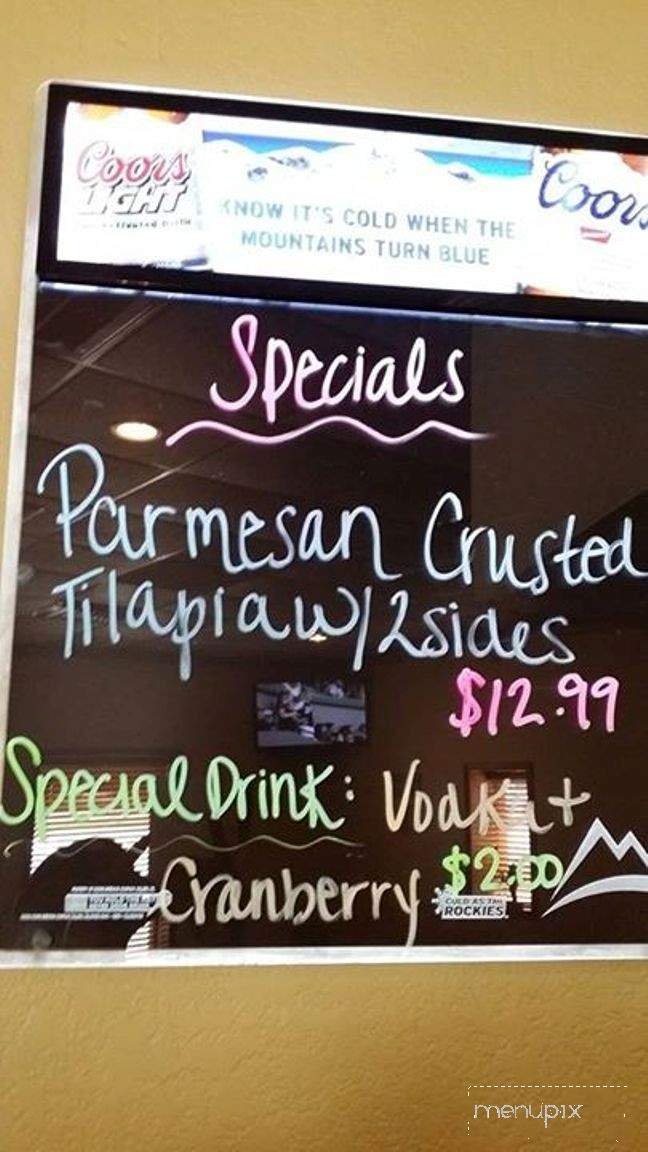 Coors
LIGHT
KNOW IT'S COLD WHEN THE
MOUNTAINS TURN BLUE
Coors
Specials
Parmesan Crusted
Tilapia w/ 2 sides
$12.99
Special Drink: Vodka +
Cranberry $2.00
COLD AS THE
ROCKIES
menupix